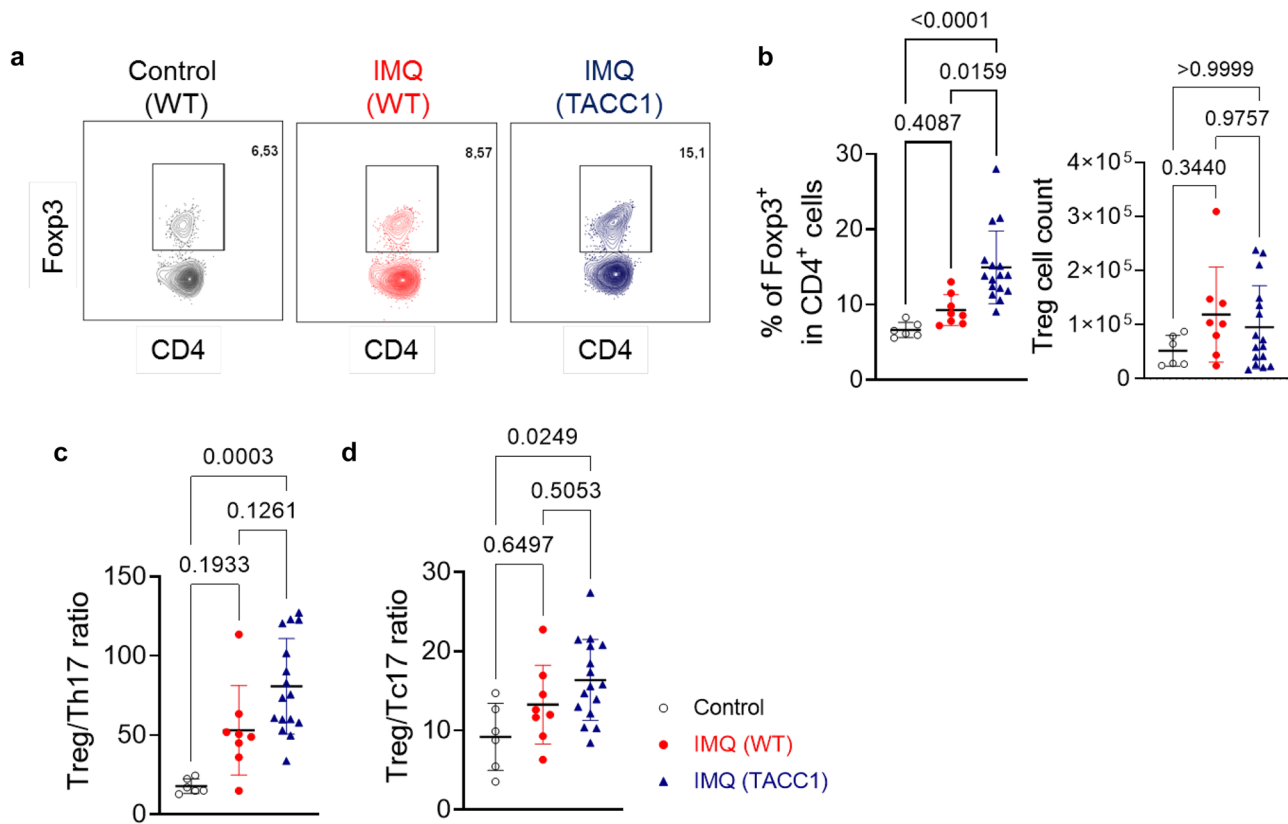 a
Control
(WT)
IMQ
(WT)
IMQ
(TACC1)
6,53
8,57
15,1
Foxp3
CD4
CD4
CD4
b
<0.0001
0.0159
0.4087
30
20
10
0
% of Foxp3⁺
in CD4⁺ cells
>0.9999
0.9757
0.3440
4×10⁵
3×10⁵
2×10⁵
1×10⁵
0
Treg cell count
c
0.0003
0.1261
0.1933
150
100
50
0
Treg/Th17 ratio
d
0.0249
0.5053
0.6497
30
20
10
0
Treg/Tc17 ratio
Control
IMQ (WT)
IMQ (TACC1)